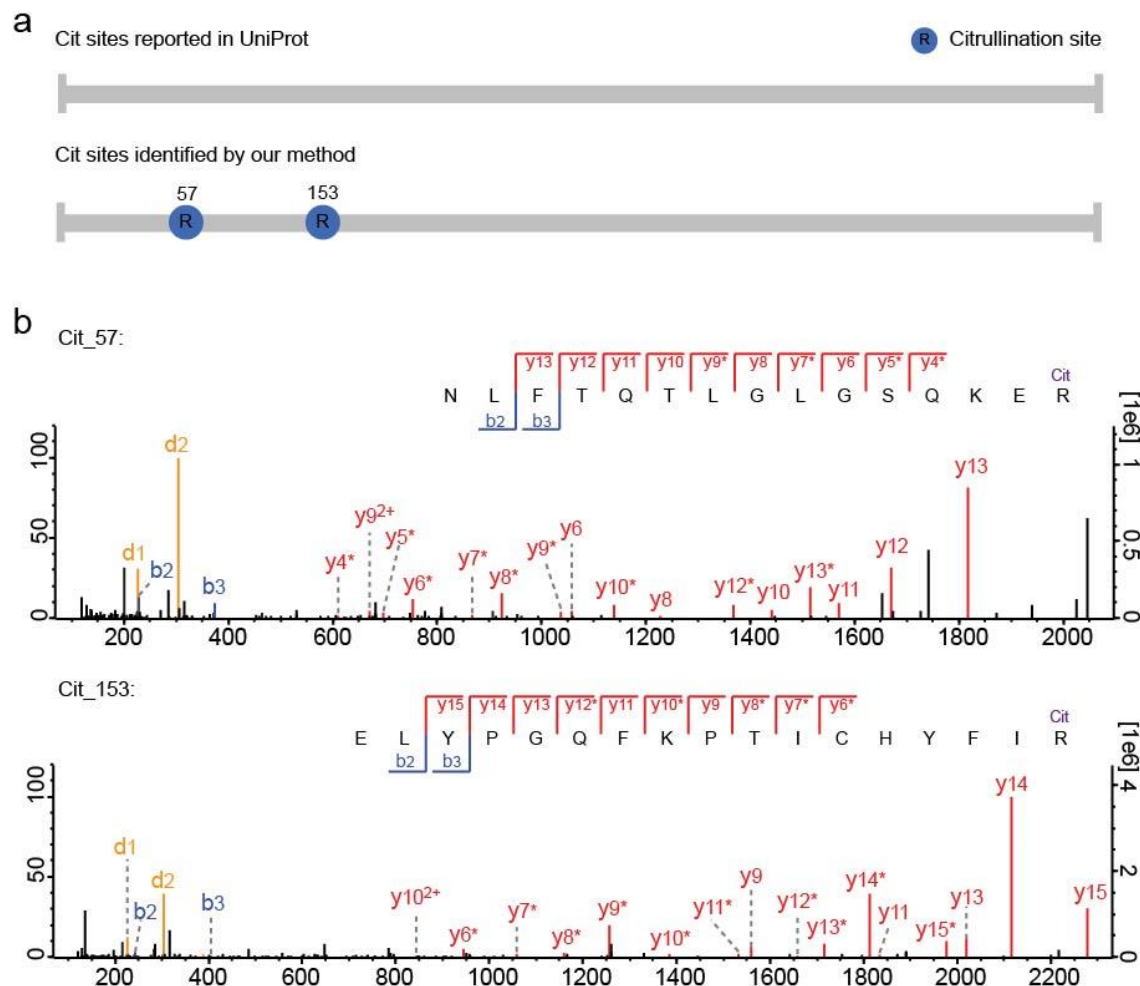 a
Cit sites reported in UniProt
R Citrullination site
Cit sites identified by our method
57 153
R R
b
Cit_57:
y13 y12 y11 y10 y9* y8 y7* y6 y5* y4*
Cit
N L F T Q T L G L G S Q K E R
b2 b3
[1e6]
100
50
0
1
0.5
0
d2
d1
b2
b3
y4*
y9²⁺
y5*
y6*
y7*
y8*
y9*
y6
y10*
y8
y12*
y10
y13*
y11
y12
y13
200 400 600 800 1000 1200 1400 1600 1800 2000
Cit_153:
y15 y14 y13 y12* y11 y10* y9 y8* y7* y6*
Cit
E L Y P G Q F K P T I C H Y F I R
b2 b3
[1e6]
100
50
0
4
2
0
d1
b2
d2
b3
y10²⁺
y6*
y7*
y8*
y9*
y10*
y11*
y9
y12*
y13*
y14*
y11
y15*
y13
y14
y15
200 400 600 800 1000 1200 1400 1600 1800 2000 2200